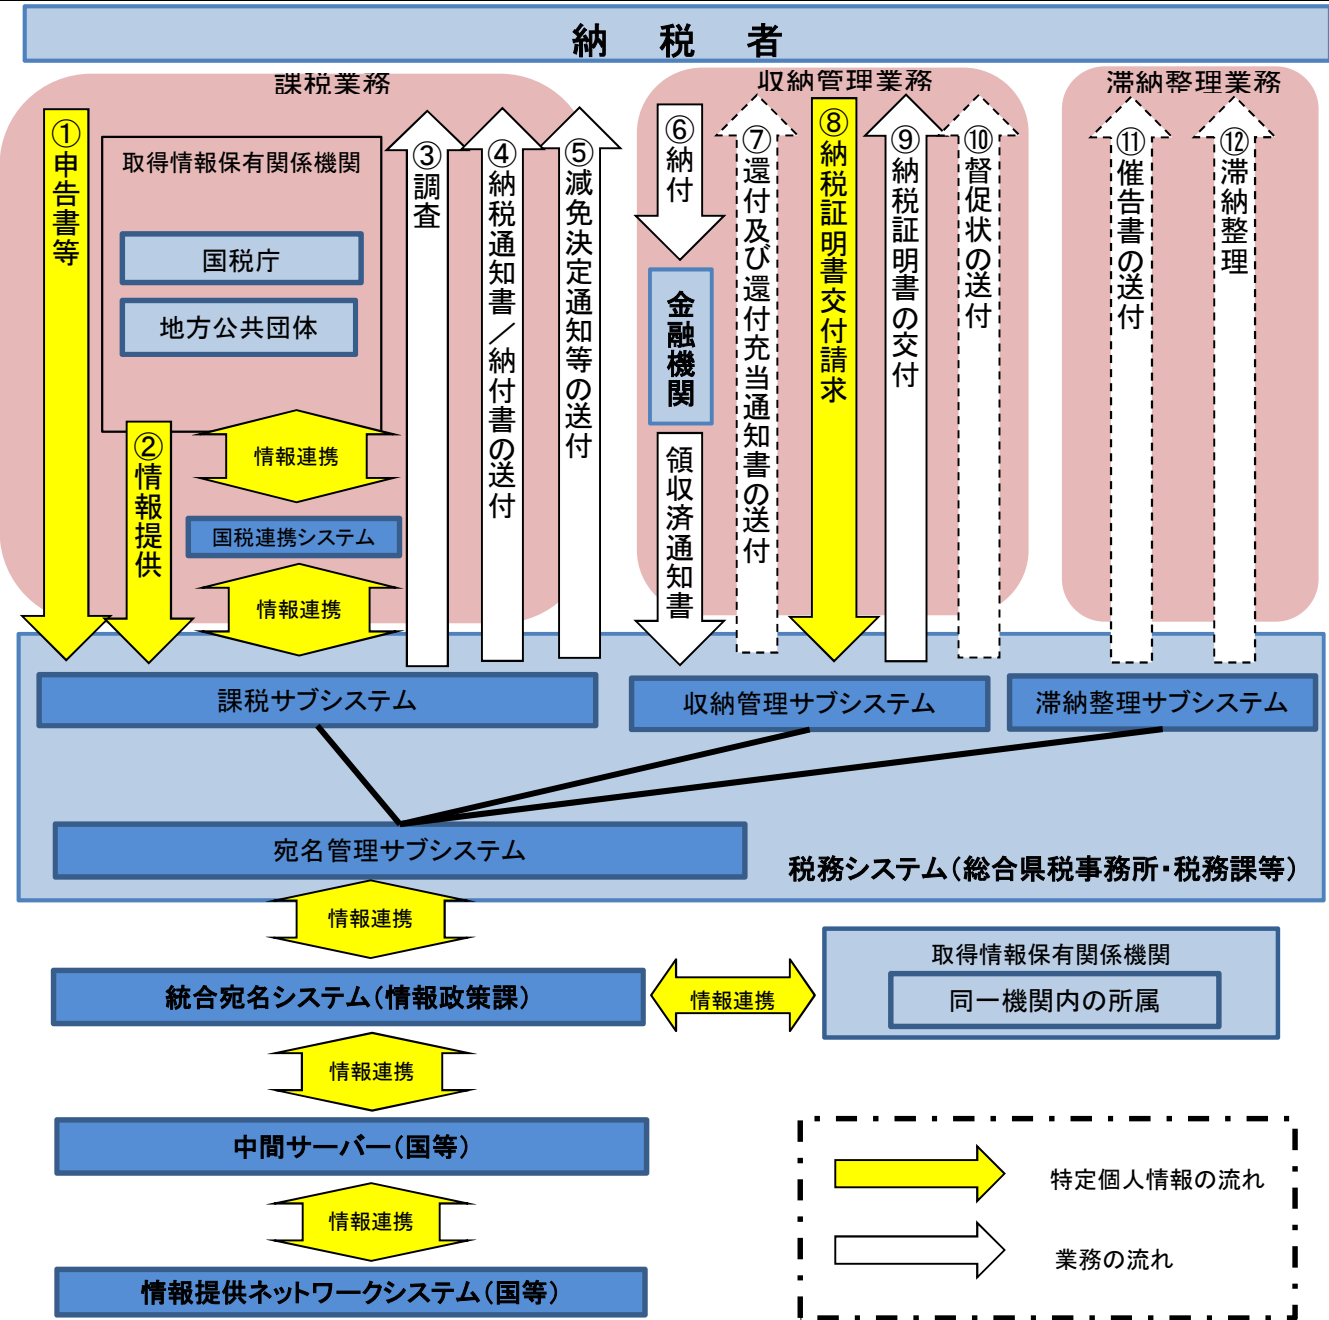 納　税　者
課税業務
収納管理業務
滞納整理業務
①申告書等
取得情報保有関係機関
国税庁
地方公共団体
②情報提供
情報連携
国税連携システム
情報連携
③調査
④納税通知書／納付書の送付
⑤減免決定通知等の送付
⑥納付
金融機関
領収済通知書
⑦還付及び還付充当通知書の送付
⑧納税証明書交付請求
⑨納税証明書の交付
⑩督促状の送付
⑪催告書の送付
⑫滞納整理
課税サブシステム
収納管理サブシステム
滞納整理サブシステム
宛名管理サブシステム
税務システム（総合県税事務所・税務課等）
情報連携
統合宛名システム（情報政策課）
情報連携
取得情報保有関係機関
同一機関内の所属
情報連携
中間サーバー（国等）
情報連携
情報提供ネットワークシステム（国等）
特定個人情報の流れ
業務の流れ